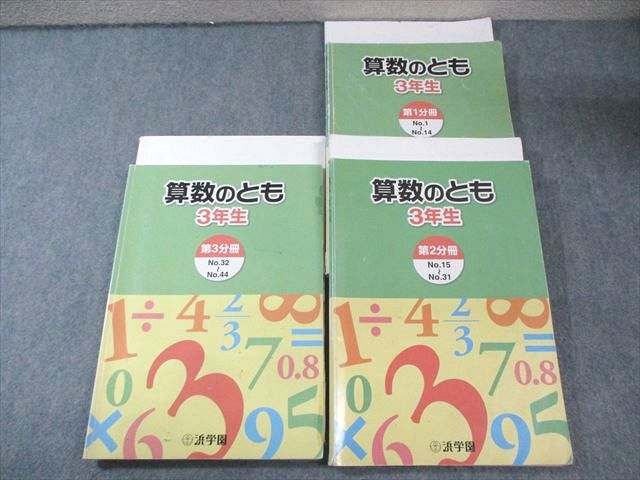 算数のとも
3年生
第1分冊
No.1
~
No.14
算数のとも
3年生
第3分冊
No.32
~
No.44
1÷4 2/3 8
=
3 7 0.8
0
× 6 9 5
浜学園
算数のとも
3年生
第2分冊
No.15
~
No.31
1÷4 2/3 8
=
3 7 0.8
0
× 6 9 5
浜学園